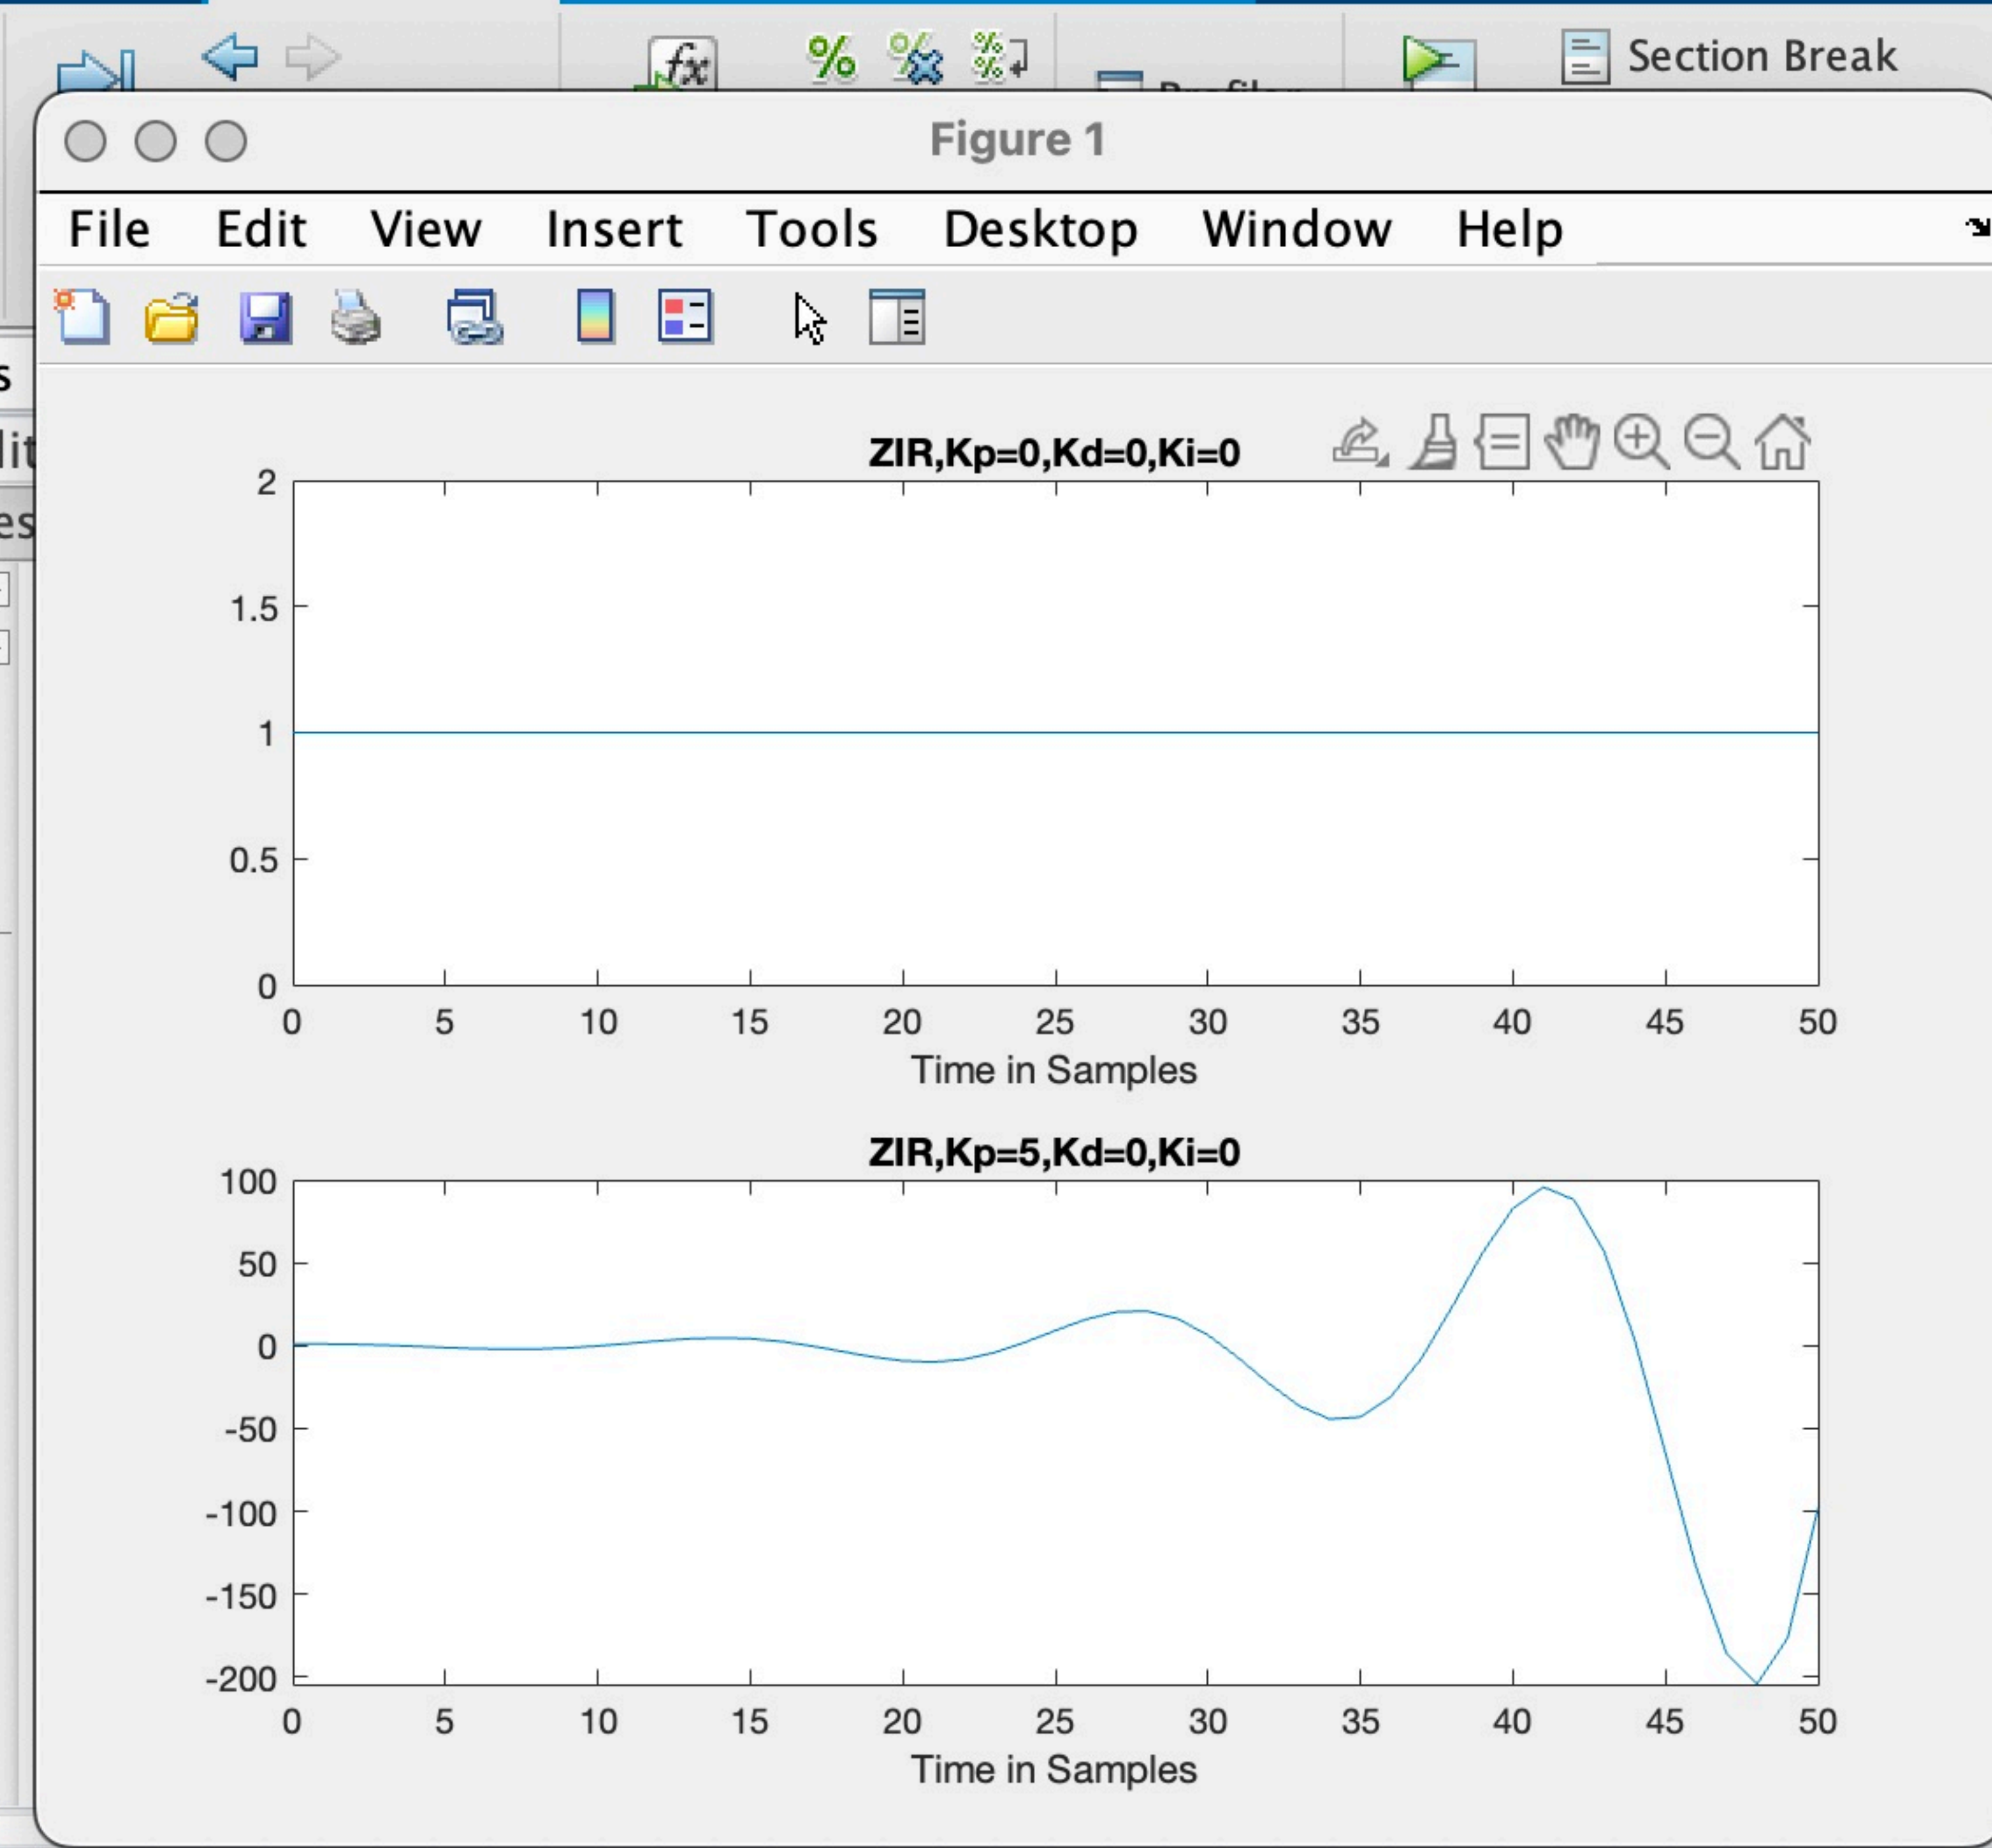 Section Break
Figure 1
File Edit View Insert Tools Desktop Window Help
ZIR,Kp=0,Kd=0,Ki=0
2
1.5
1
0.5
0
0 5 10 15 20 25 30 35 40 45 50
Time in Samples
ZIR,Kp=5,Kd=0,Ki=0
100
50
0
-50
-100
-150
-200
0 5 10 15 20 25 30 35 40 45 50
Time in Samples